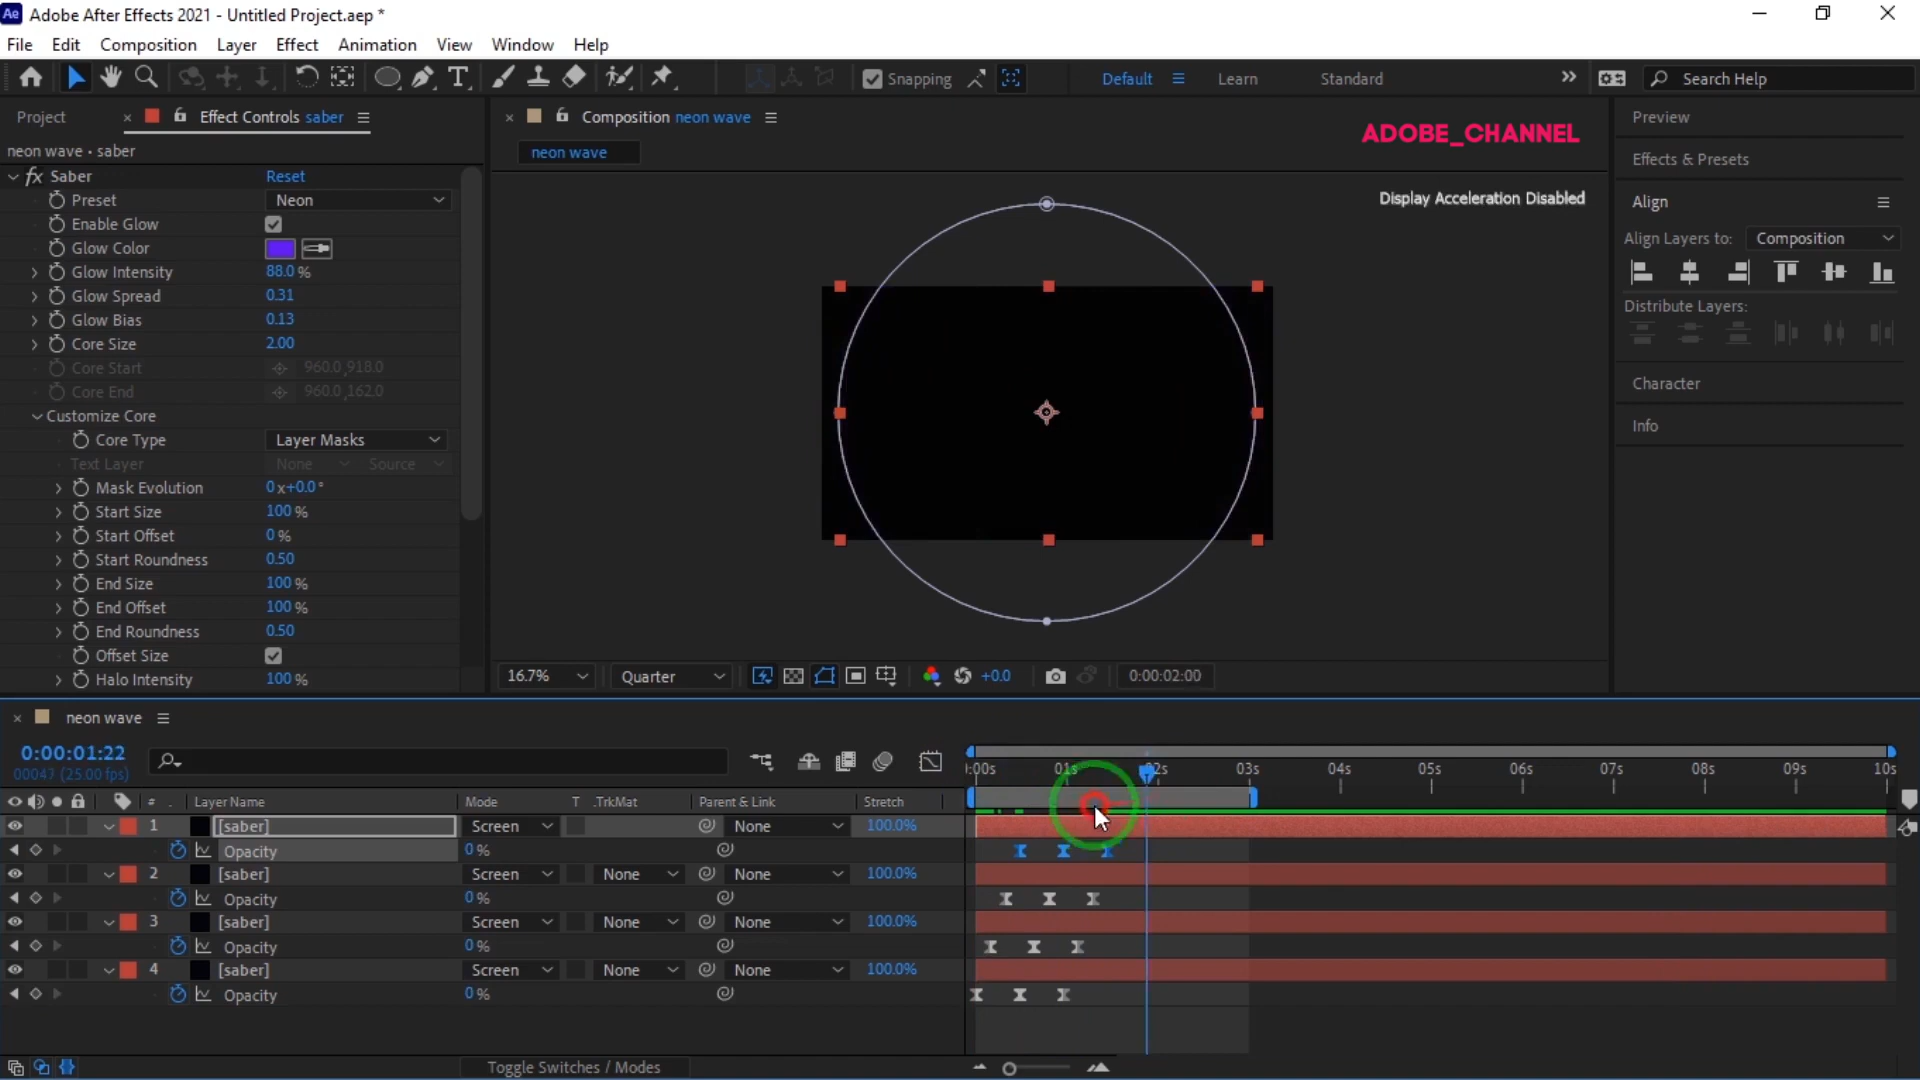 Ae Adobe After Effects 2021 - Untitled Project.aep *
File Edit Composition Layer Effect Animation View Window Help
Snapping Default Learn Standard Search Help
Project Effect Controls saber Composition neon wave ADOBE_CHANNEL Preview
neon wave • saber neon wave Effects & Presets
fx Saber Reset
Preset Neon Display Acceleration Disabled Align
Enable Glow
Glow Color Align Layers to: Composition
Glow Intensity 88.0 %
Glow Spread 0.31 Distribute Layers:
Glow Bias 0.13
Core Size 2.00
Core Start 960.0,918.0
Core End 960.0,162.0 Character
Customize Core Info
Core Type Layer Masks
Text Layer None Source
Mask Evolution 0x+0.0°
Start Size 100 %
Start Offset 0 %
Start Roundness 0.50
End Size 100 %
End Offset 100 %
End Roundness 0.50
Offset Size
Halo Intensity 100 % 16.7% Quarter +0.0 0:00:02:00
neon wave
0:00:01:22
00047 (25.00 fps) :00s 01s 02s 03s 04s 05s 06s 07s 08s 09s 10s
# Layer Name Mode T .TrkMat Parent & Link Stretch
1 [saber] Screen None 100.0%
Opacity 0 %
2 [saber] Screen None None 100.0%
Opacity 0 %
3 [saber] Screen None None 100.0%
Opacity 0 %
4 [saber] Screen None None 100.0%
Opacity 0 %
Toggle Switches / Modes